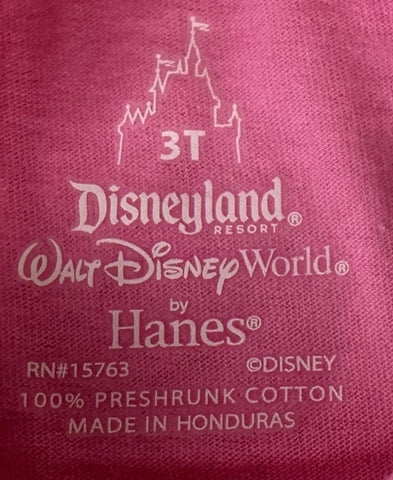 3T
Disneyland®
RESORT
WALT DISNEY World®
by
Hanes®
RN#15763 ©DISNEY
100% PRESHRUNK COTTON
MADE IN HONDURAS